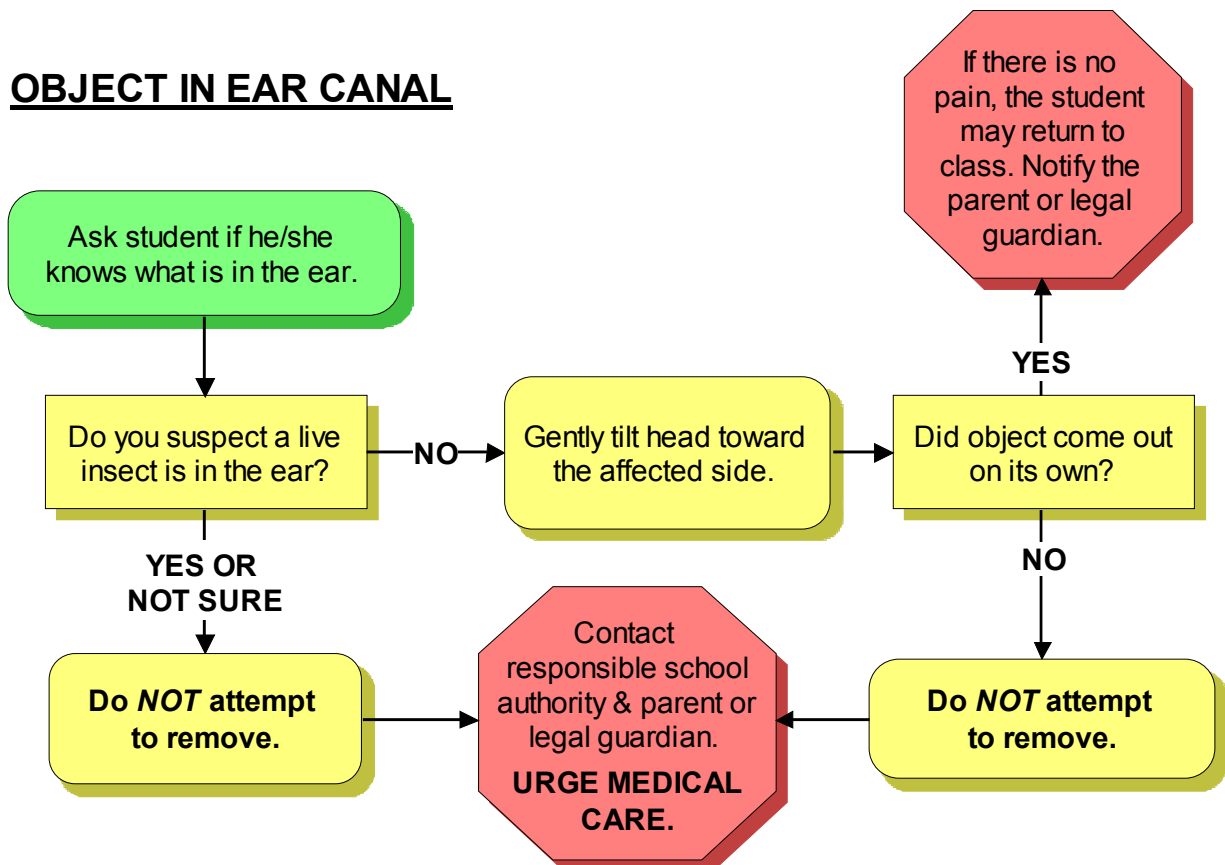 OBJECT IN EAR CANAL
If there is no
pain, the student
may return to
class. Notify the
parent or legal
guardian.
Ask student if he/she
knows what is in the ear.
YES
Do you suspect a live
insect is in the ear?
NO
Gently tilt head toward
the affected side.
Did object come out
on its own?
YES OR
NOT SURE
NO
Contact
responsible school
authority & parent or
legal guardian.
URGE MEDICAL
CARE.
Do NOT attempt
to remove.
Do NOT attempt
to remove.